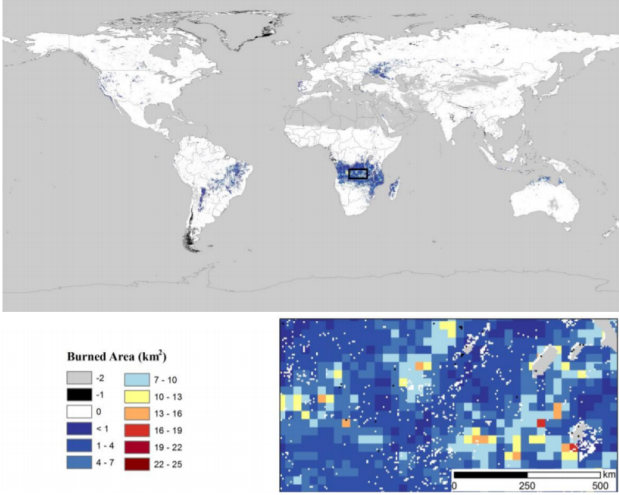 Burned Area (km²)
-2
-1
0
< 1
1 - 4
4 - 7
7 - 10
10 - 13
13 - 16
16 - 19
19 - 22
22 - 25
km
0 250 500